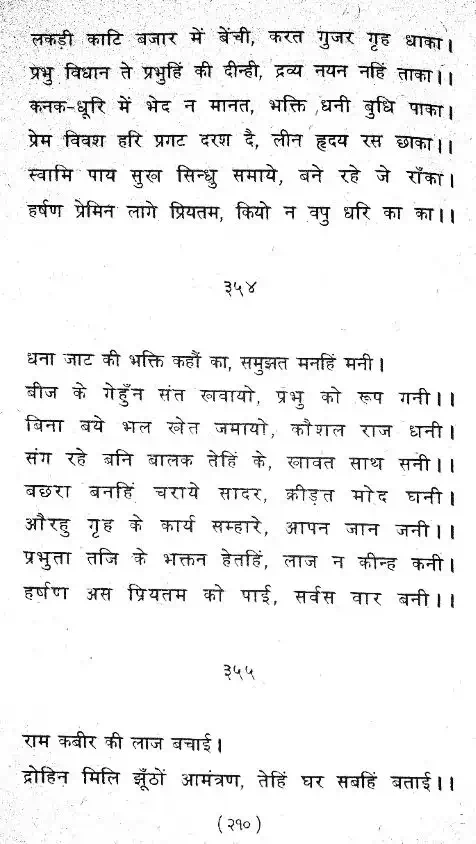 लकड़ी काटि बजार में बेंची, करत गुजर गृह धाका।
प्रभु विधान ते प्रभुहिं की दीन्ही, द्रव्य नयन नहिं ताका।।
कनक-धूरि में भेद न मानत, भक्ति धनी बुधि पाका।
प्रेम विवश हरि प्रगट दरश दै, लीन हृदय रस छाका।।
स्वामि पाय सुख सिन्धु समाये, बने रहे जे राँका।
हर्षण प्रेमिन लागे प्रियतम, कियो न वपु धरि का का।।
३५४
धना जाट की भक्ति कहौं का, समुझत मनहिं मनी।
बीज के गेहुँन संत खवायो, प्रभु को रूप गनी।।
बिना बये भल खेत जमायो, कौशल राज धनी।
संग रहे बनि बालक तेहिं के, खावत साथ सनी।।
बछरा बनहिं चराये सादर, क्रीड़त मोद घनी।
औरहु गृह के कार्य सम्हारे, आपन जान जनी।।
प्रभुता तजि के भक्तन हेतहिं, लाज न कीन्ह कनी।
हर्षण अस प्रियतम को पाई, सर्वस वार बनी।।
३५५
राम कबीर की लाज बचाई।
द्रोहिन मिलि झूँठों आमंत्रण, तेहिं घर सबहिं बताई।।
(२१०)